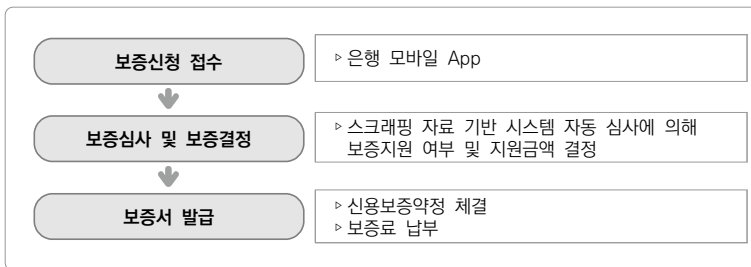 보증신청 접수
▹은행 모바일 App
보증심사 및 보증결정
▹스크래핑 자료 기반 시스템 자동 심사에 의해
보증지원 여부 및 지원금액 결정
보증서 발급
▹신용보증약정 체결
▹보증료 납부